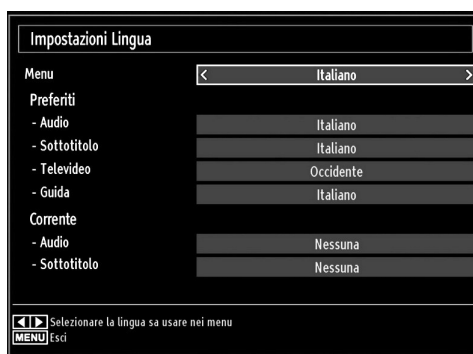 Impostazioni Lingua
Menu < Italiano >
Preferiti
- Audio Italiano
- Sottotitolo Italiano
- Televideo Occidente
- Guida Italiano
Corrente
- Audio Nessuna
- Sottotitolo Nessuna
Selezionare la lingua sa usare nei menu
MENU Esci